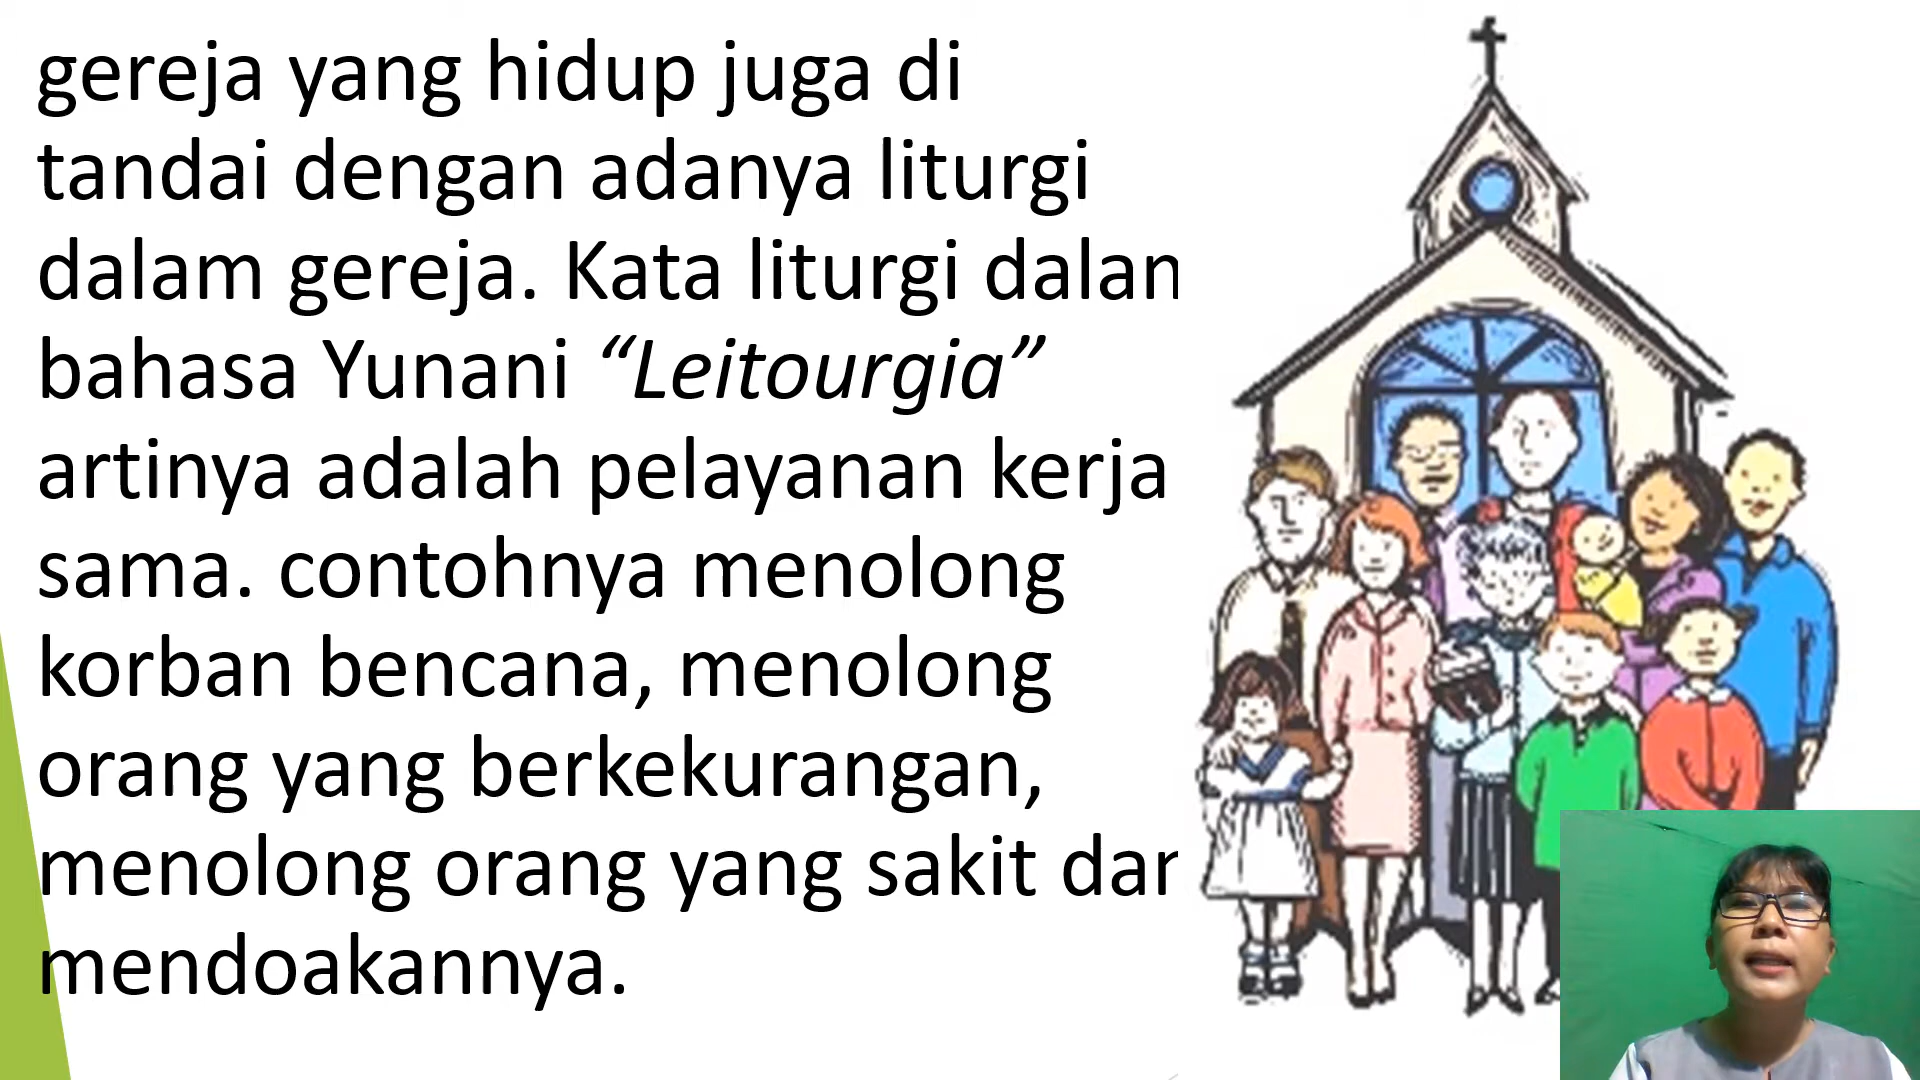 gereja yang hidup juga di
tandai dengan adanya liturgi
dalam gereja. Kata liturgi dalan
bahasa Yunani “Leitourgia”
artinya adalah pelayanan kerja
sama. contohnya menolong
korban bencana, menolong
orang yang berkekurangan,
menolong orang yang sakit dan
mendoakannya.